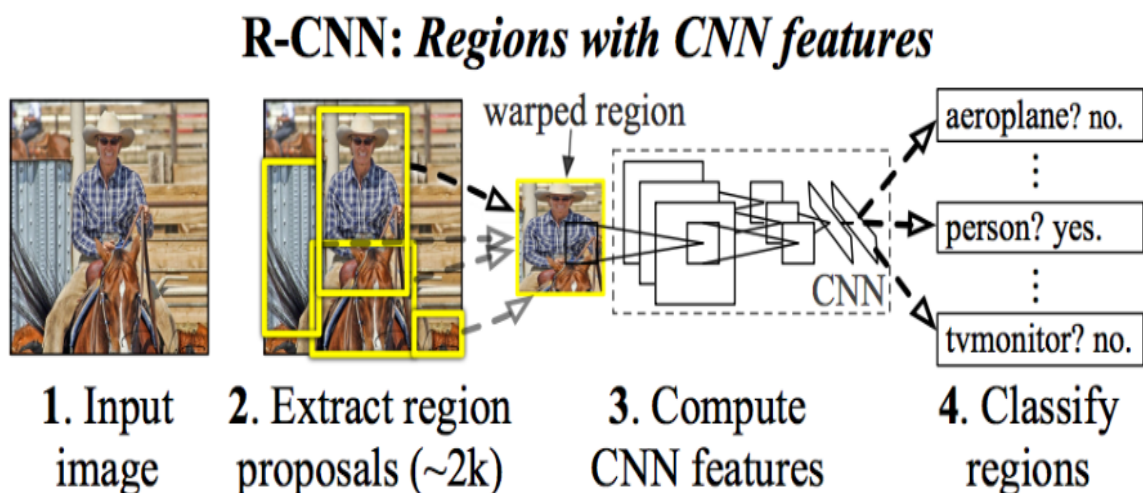 R-CNN: Regions with CNN features
warped region
aeroplane? no.
⋮
person? yes.
⋮
tvmonitor? no.
CNN
1. Input
image
2. Extract region
proposals (~2k)
3. Compute
CNN features
4. Classify
regions